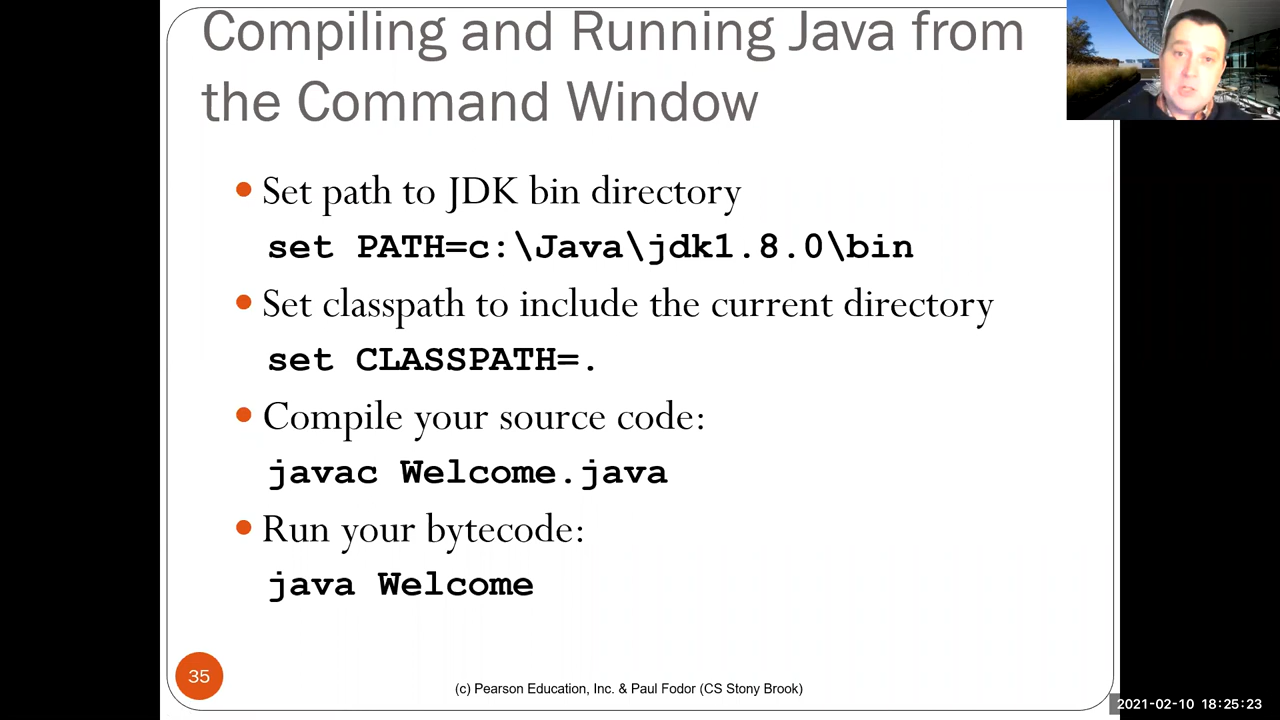 Compiling and Running Java from
the Command Window
Set path to JDK bin directory
set PATH=c:\Java\jdk1.8.0\bin
Set classpath to include the current directory
set CLASSPATH=.
Compile your source code:
javac Welcome.java
Run your bytecode:
java Welcome
35
(c) Pearson Education, Inc. & Paul Fodor (CS Stony Brook)
2021-02-10 18:25:23